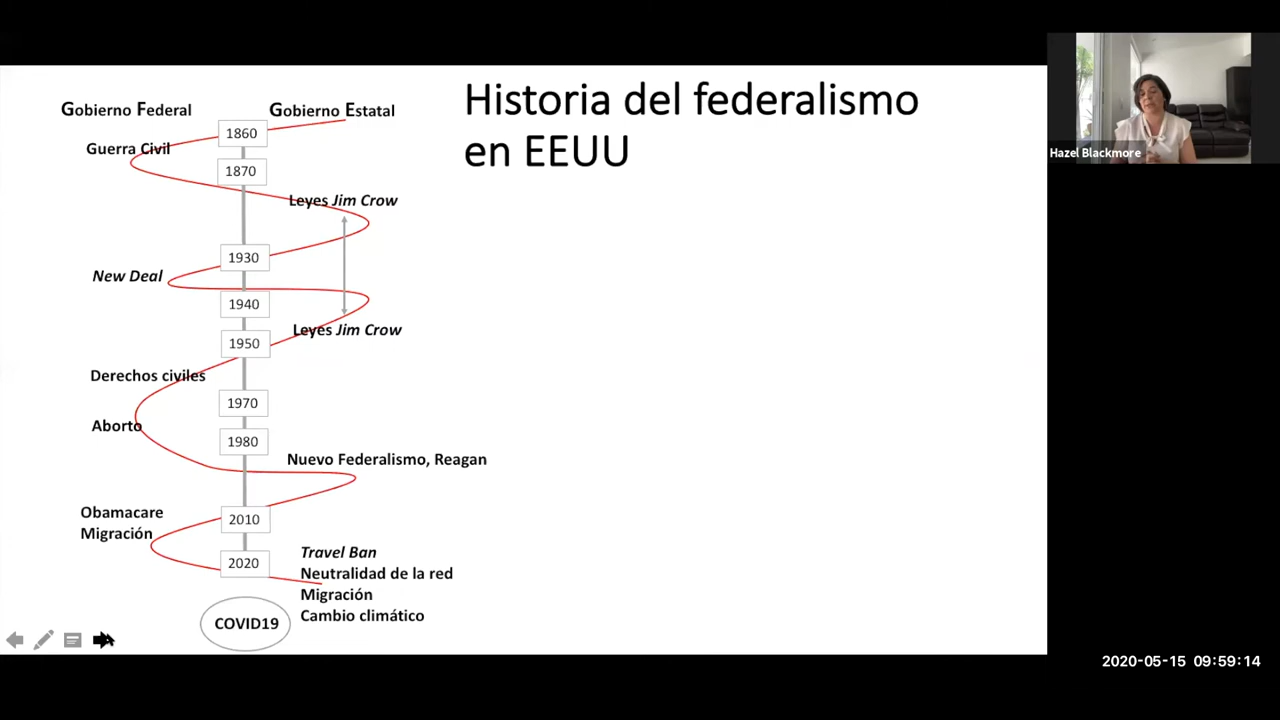 Gobierno Federal
Gobierno Estatal
Historia del federalismo
en EEUU
1860
Guerra Civil
1870
Leyes Jim Crow
1930
New Deal
1940
Leyes Jim Crow
1950
Derechos civiles
1970
Aborto
1980
Nuevo Federalismo, Reagan
Obamacare
Migración
2010
2020
Travel Ban
Neutralidad de la red
Migración
Cambio climático
COVID19
Hazel Blackmore
2020-05-15 09:59:14